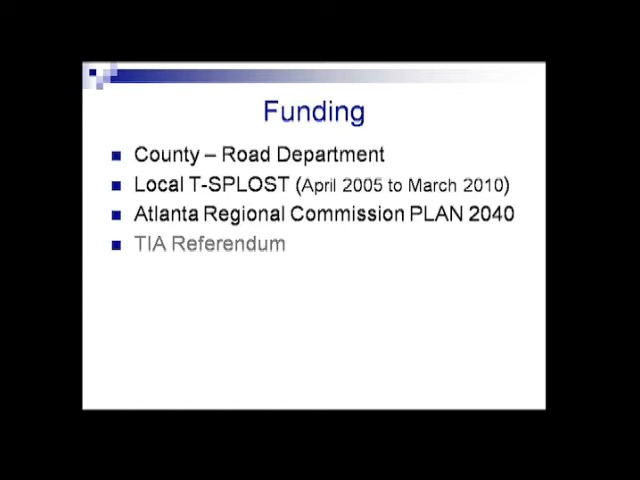 Funding
County – Road Department
Local T-SPLOST (April 2005 to March 2010)
Atlanta Regional Commission PLAN 2040
TIA Referendum